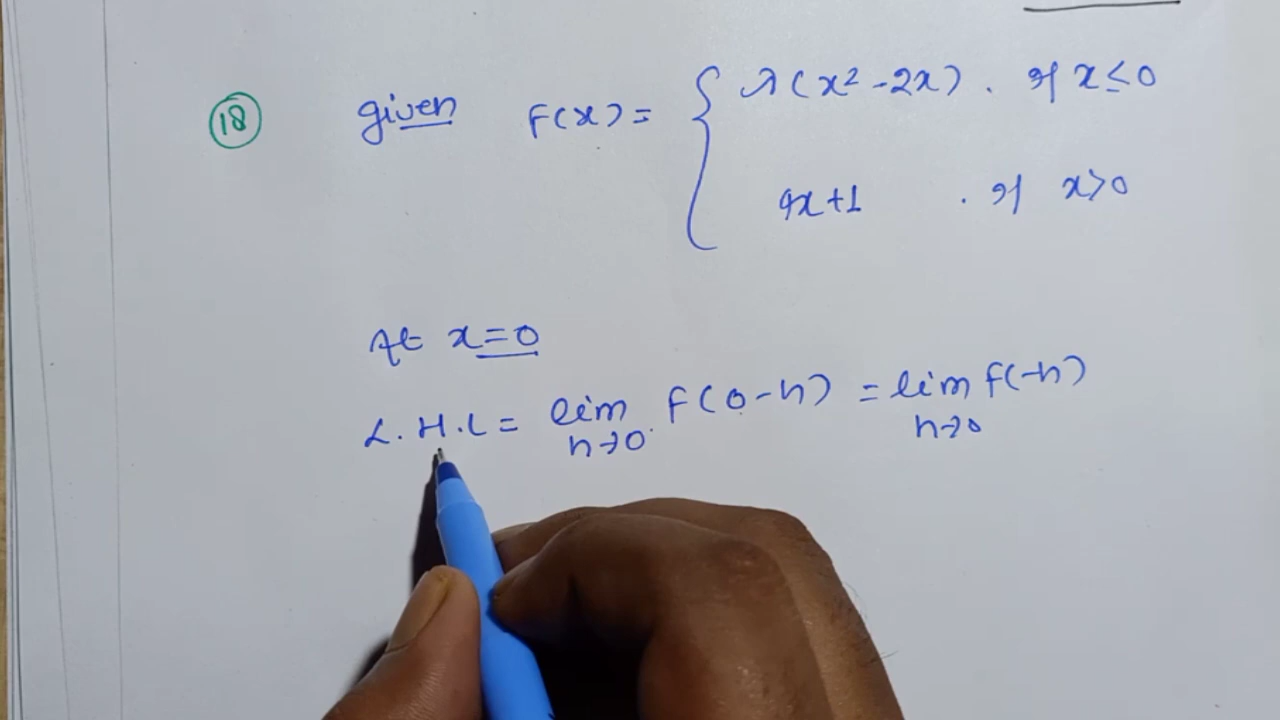 18 given F(x) = { λ(x² - 2x) . if x ≤ 0
4x+1 . if x>0
At x=0
L.H.L = lim h→0 F(0-h) = lim h→0 f(-h)